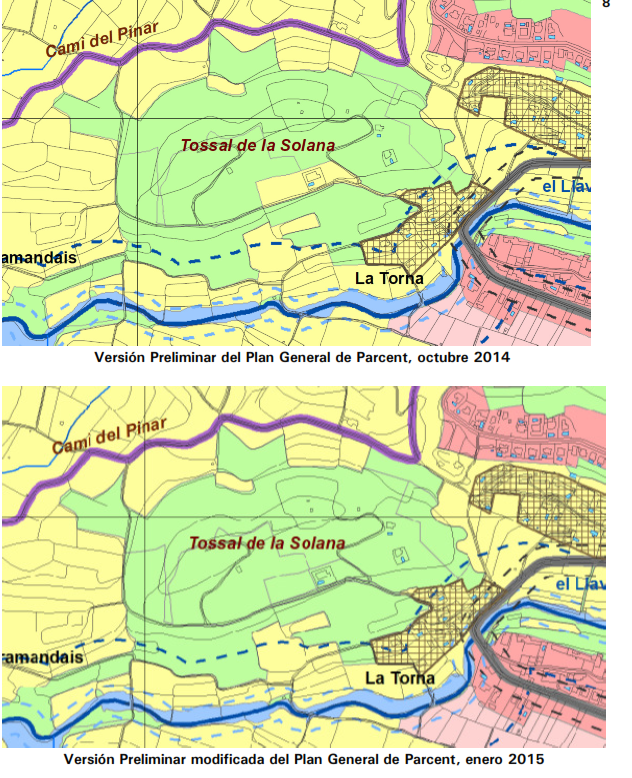 8
Camí del Pinar
Tossal de la Solana
el Llav
amandais
La Torna
Versión Preliminar del Plan General de Parcent, octubre 2014
Camí del Pinar
Tossal de la Solana
el Llav
ramandais
La Torna
Versión Preliminar modificada del Plan General de Parcent, enero 2015